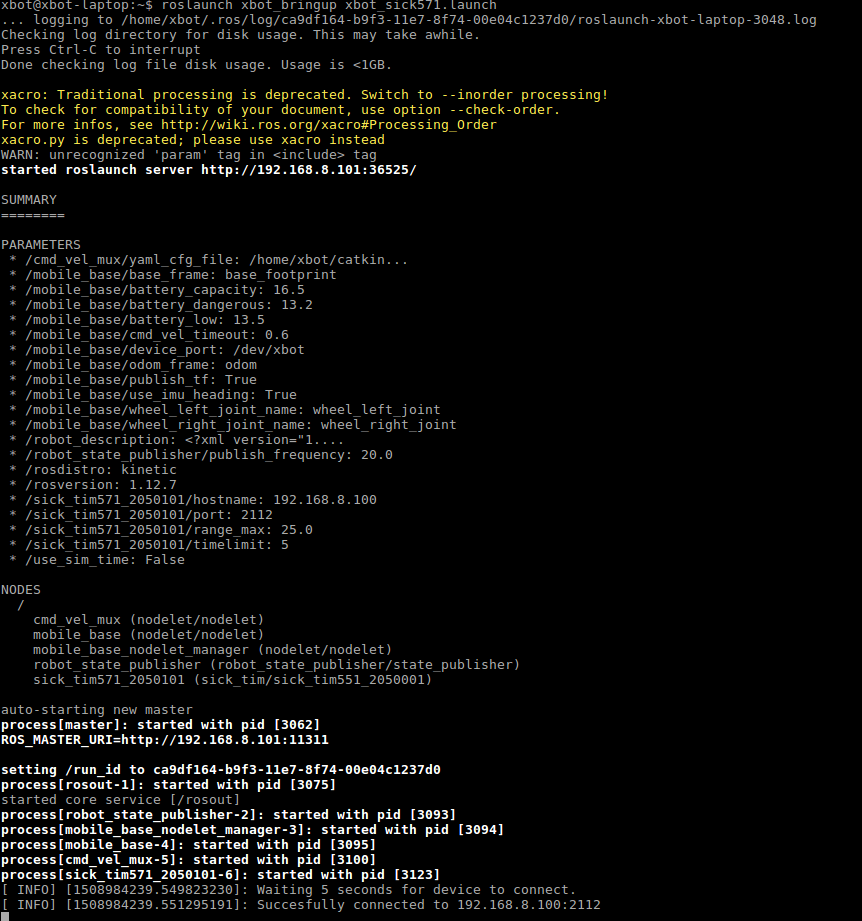 xbot@xbot-laptop:~$ roslaunch xbot_bringup xbot_sick571.launch
... logging to /home/xbot/.ros/log/ca9df164-b9f3-11e7-8f74-00e04c1237d0/roslaunch-xbot-laptop-3048.log
Checking log directory for disk usage. This may take awhile.
Press Ctrl-C to interrupt
Done checking log file disk usage. Usage is <1GB.

xacro: Traditional processing is deprecated. Switch to --inorder processing!
To check for compatibility of your document, use option --check-order.
For more infos, see http://wiki.ros.org/xacro#Processing_Order
xacro.py is deprecated; please use xacro instead
WARN: unrecognized 'param' tag in <include> tag
started roslaunch server http://192.168.8.101:36525/

SUMMARY
========

PARAMETERS
 * /cmd_vel_mux/yaml_cfg_file: /home/xbot/catkin...
 * /mobile_base/base_frame: base_footprint
 * /mobile_base/battery_capacity: 16.5
 * /mobile_base/battery_dangerous: 13.2
 * /mobile_base/battery_low: 13.5
 * /mobile_base/cmd_vel_timeout: 0.6
 * /mobile_base/device_port: /dev/xbot
 * /mobile_base/odom_frame: odom
 * /mobile_base/publish_tf: True
 * /mobile_base/use_imu_heading: True
 * /mobile_base/wheel_left_joint_name: wheel_left_joint
 * /mobile_base/wheel_right_joint_name: wheel_right_joint
 * /robot_description: <?xml version="1....
 * /robot_state_publisher/publish_frequency: 20.0
 * /rosdistro: kinetic
 * /rosversion: 1.12.7
 * /sick_tim571_2050101/hostname: 192.168.8.100
 * /sick_tim571_2050101/port: 2112
 * /sick_tim571_2050101/range_max: 25.0
 * /sick_tim571_2050101/timelimit: 5
 * /use_sim_time: False

NODES
  /
    cmd_vel_mux (nodelet/nodelet)
    mobile_base (nodelet/nodelet)
    mobile_base_nodelet_manager (nodelet/nodelet)
    robot_state_publisher (robot_state_publisher/state_publisher)
    sick_tim571_2050101 (sick_tim/sick_tim551_2050001)

auto-starting new master
process[master]: started with pid [3062]
ROS_MASTER_URI=http://192.168.8.101:11311

setting /run_id to ca9df164-b9f3-11e7-8f74-00e04c1237d0
process[rosout-1]: started with pid [3075]
started core service [/rosout]
process[robot_state_publisher-2]: started with pid [3093]
process[mobile_base_nodelet_manager-3]: started with pid [3094]
process[mobile_base-4]: started with pid [3095]
process[cmd_vel_mux-5]: started with pid [3100]
process[sick_tim571_2050101-6]: started with pid [3123]
[ INFO] [1508984239.549823230]: Waiting 5 seconds for device to connect.
[ INFO] [1508984239.551295191]: Succesfully connected to 192.168.8.100:2112